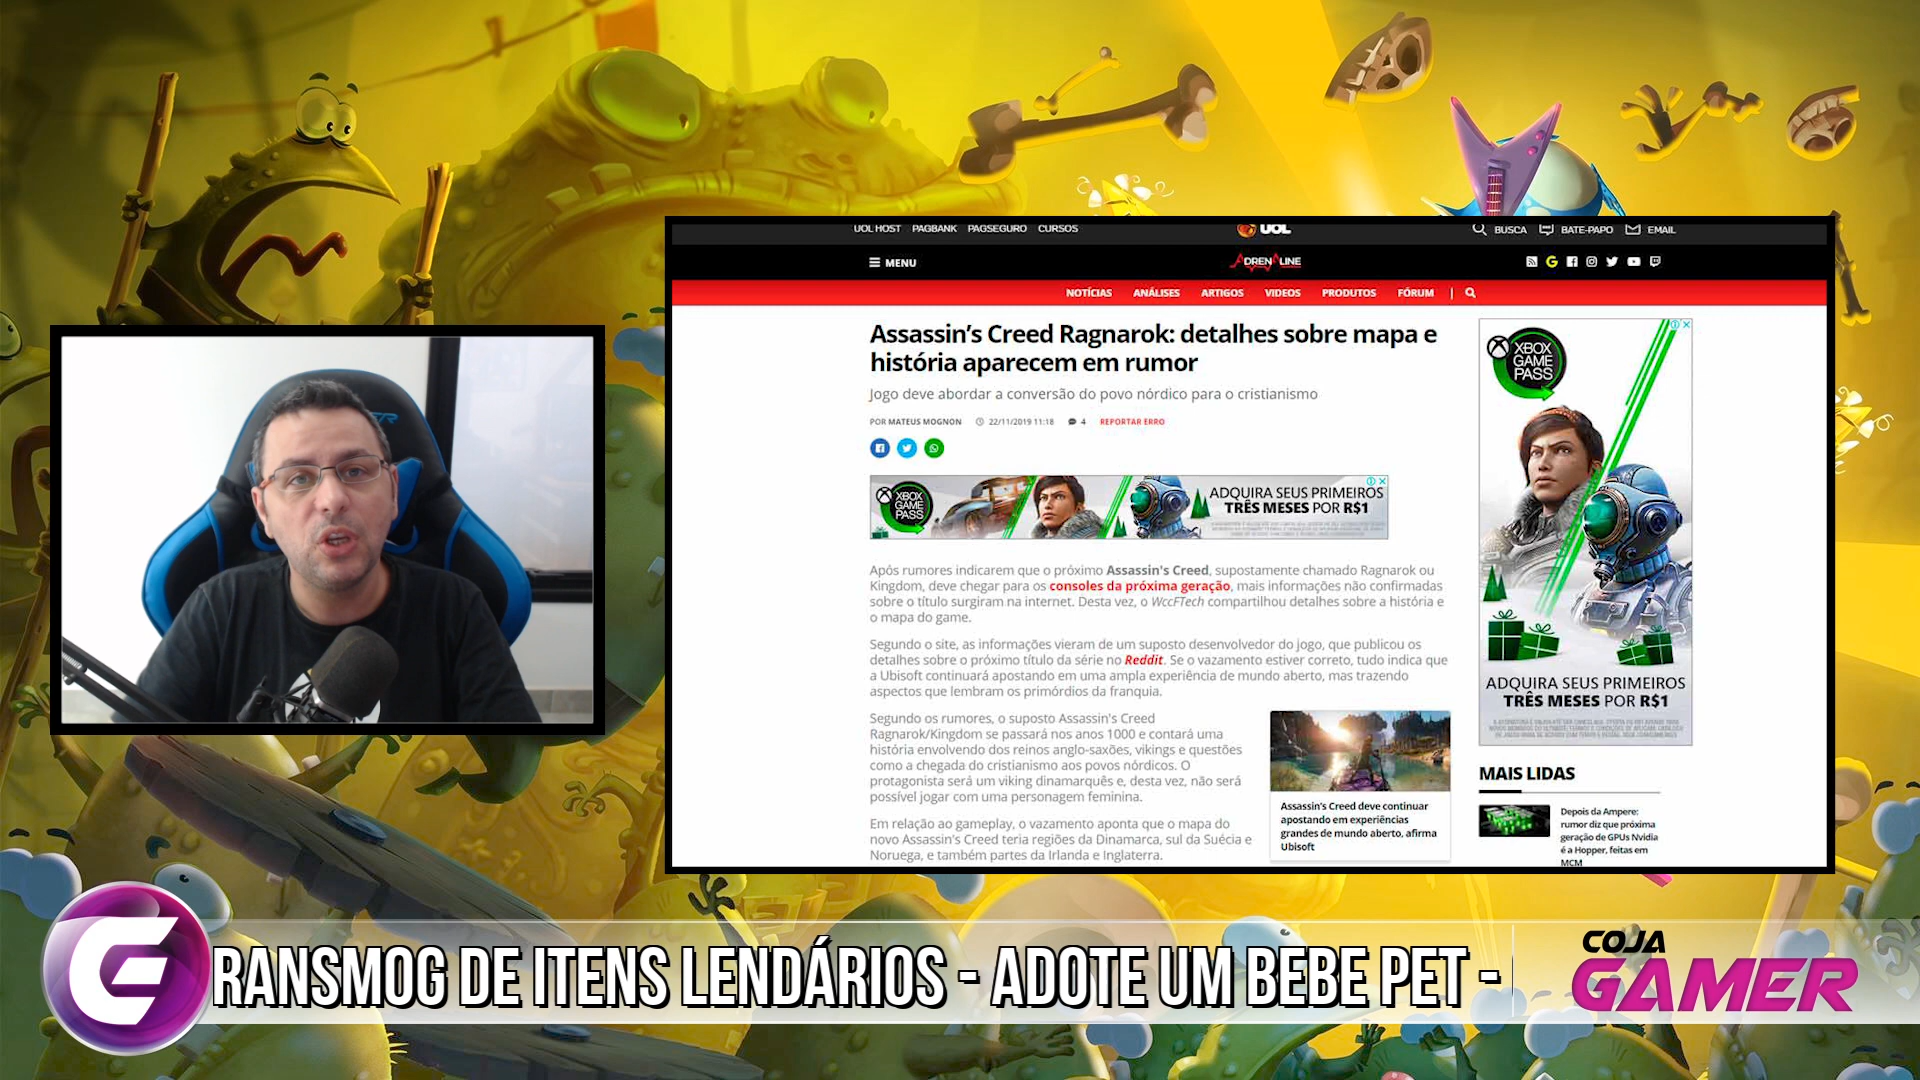 UOL HOST PAGBANK PAGSEGURO CURSOS
UOL
BUSCA BATE-PAPO EMAIL
MENU
ADRENALINE
NOTÍCIAS ANÁLISES ARTIGOS VIDEOS PRODUTOS FÓRUM
Assassin's Creed Ragnarok: detalhes sobre mapa e
história aparecem em rumor
Jogo deve abordar a conversão do povo nórdico para o cristianismo
POR MATEUS MOGNON 22/11/2019 11:18 4 REPORTAR ERRO
XBOX
GAME
PASS
ADQUIRA SEUS PRIMEIROS
TRÊS MESES POR R$1
Após rumores indicarem que o próximo Assassin's Creed, supostamente chamado Ragnarok ou
Kingdom, deve chegar para os consoles da próxima geração, mais informações não confirmadas
sobre o título surgiram na internet. Desta vez, o WccFTech compartilhou detalhes sobre a história e
o mapa do game.
Segundo o site, as informações vieram de um suposto desenvolvedor do jogo, que publicou os
detalhes sobre o próximo título da série no Reddit. Se o vazamento estiver correto, tudo indica que
a Ubisoft continuará apostando em uma ampla experiência de mundo aberto, mas trazendo
aspectos que lembram os primórdios da franquia.
Segundo os rumores, o suposto Assassin's Creed
Ragnarok/Kingdom se passará nos anos 1000 e contará uma
história envolvendo dos reinos anglo-saxões, vikings e questões
como a chegada do cristianismo aos povos nórdicos. O
protagonista será um viking dinamarquês e, desta vez, não será
possível jogar com uma personagem feminina.
Em relação ao gameplay, o vazamento aponta que o mapa do
novo Assassin's Creed teria regiões da Dinamarca, sul da Suécia e
Noruega, e também partes da Irlanda e Inglaterra.
Assassin's Creed deve continuar
apostando em experiências
grandes de mundo aberto, afirma
Ubisoft
XBOX
GAME
PASS
ADQUIRA SEUS PRIMEIROS
TRÊS MESES POR R$1
MAIS LIDAS
Depois da Ampere:
rumor diz que próxima
geração de GPUs Nvidia
é a Hopper, feitas em
MCM
RANSMOG DE ITENS LENDÁRIOS - ADOTE UM BEBE PET -
COJA
GAMER